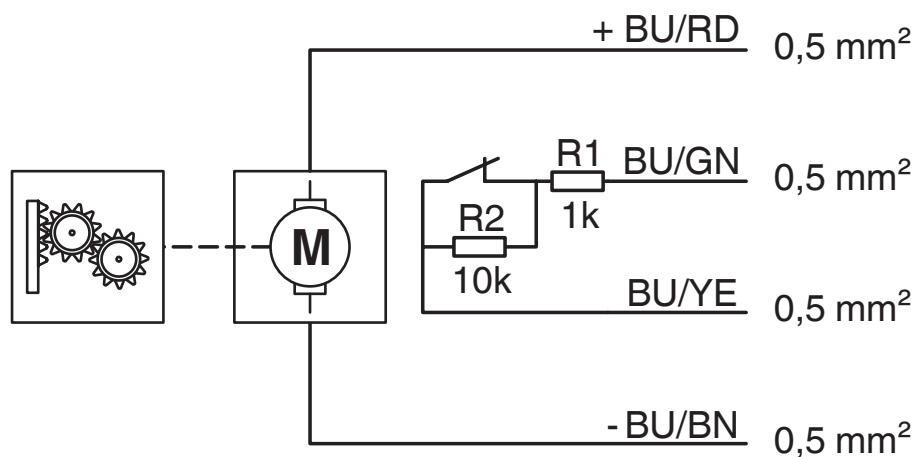 + BU/RD 0,5 mm²
R1 BU/GN 0,5 mm²
1k
R2
10k
M
BU/YE 0,5 mm²
- BU/BN 0,5 mm²